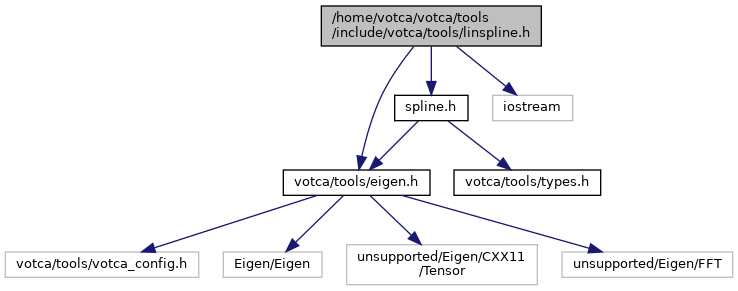 /home/votca/votca/tools
/include/votca/tools/linspline.h
spline.h
iostream
votca/tools/eigen.h
votca/tools/types.h
votca/tools/votca_config.h
Eigen/Eigen
unsupported/Eigen/CXX11
/Tensor
unsupported/Eigen/FFT